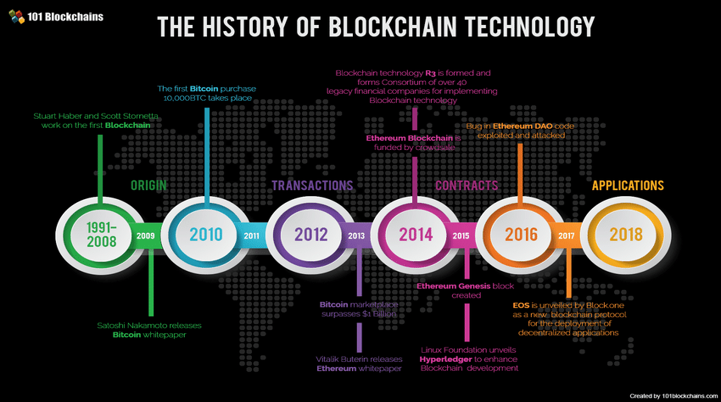 101 Blockchains
THE HISTORY OF BLOCKCHAIN TECHNOLOGY
Stuart Haber and Scott Stornetta
work on the first Blockchain
The first Bitcoin purchase
10,000BTC takes place
Blockchain technology R3 is formed and
forms Consortium of over 40
legacy financial companies for implementing
Blockchain technology
Ethereum Blockchain is
funded by crowdsale
Bug in Ethereum DAO code
exploited and attacked
ORIGIN
TRANSACTIONS
CONTRACTS
APPLICATIONS
1991-
2008
2009
2010
2011
2012
2013
2014
2015
2016
2017
2018
Satoshi Nakamoto releases
Bitcoin whitepaper
Bitcoin marketplace
surpasses $1 billion
Vitalik Buterin releases
Ethereum whitepaper
Ethereum Genesis block
created
Linux Foundation unveils
Hyperledger to enhance
Blockchain development
EOS is unveiled by Block.one
as a new blockchain protocol
for the deployment of
decentralized applications
Created by 101blockchains.com